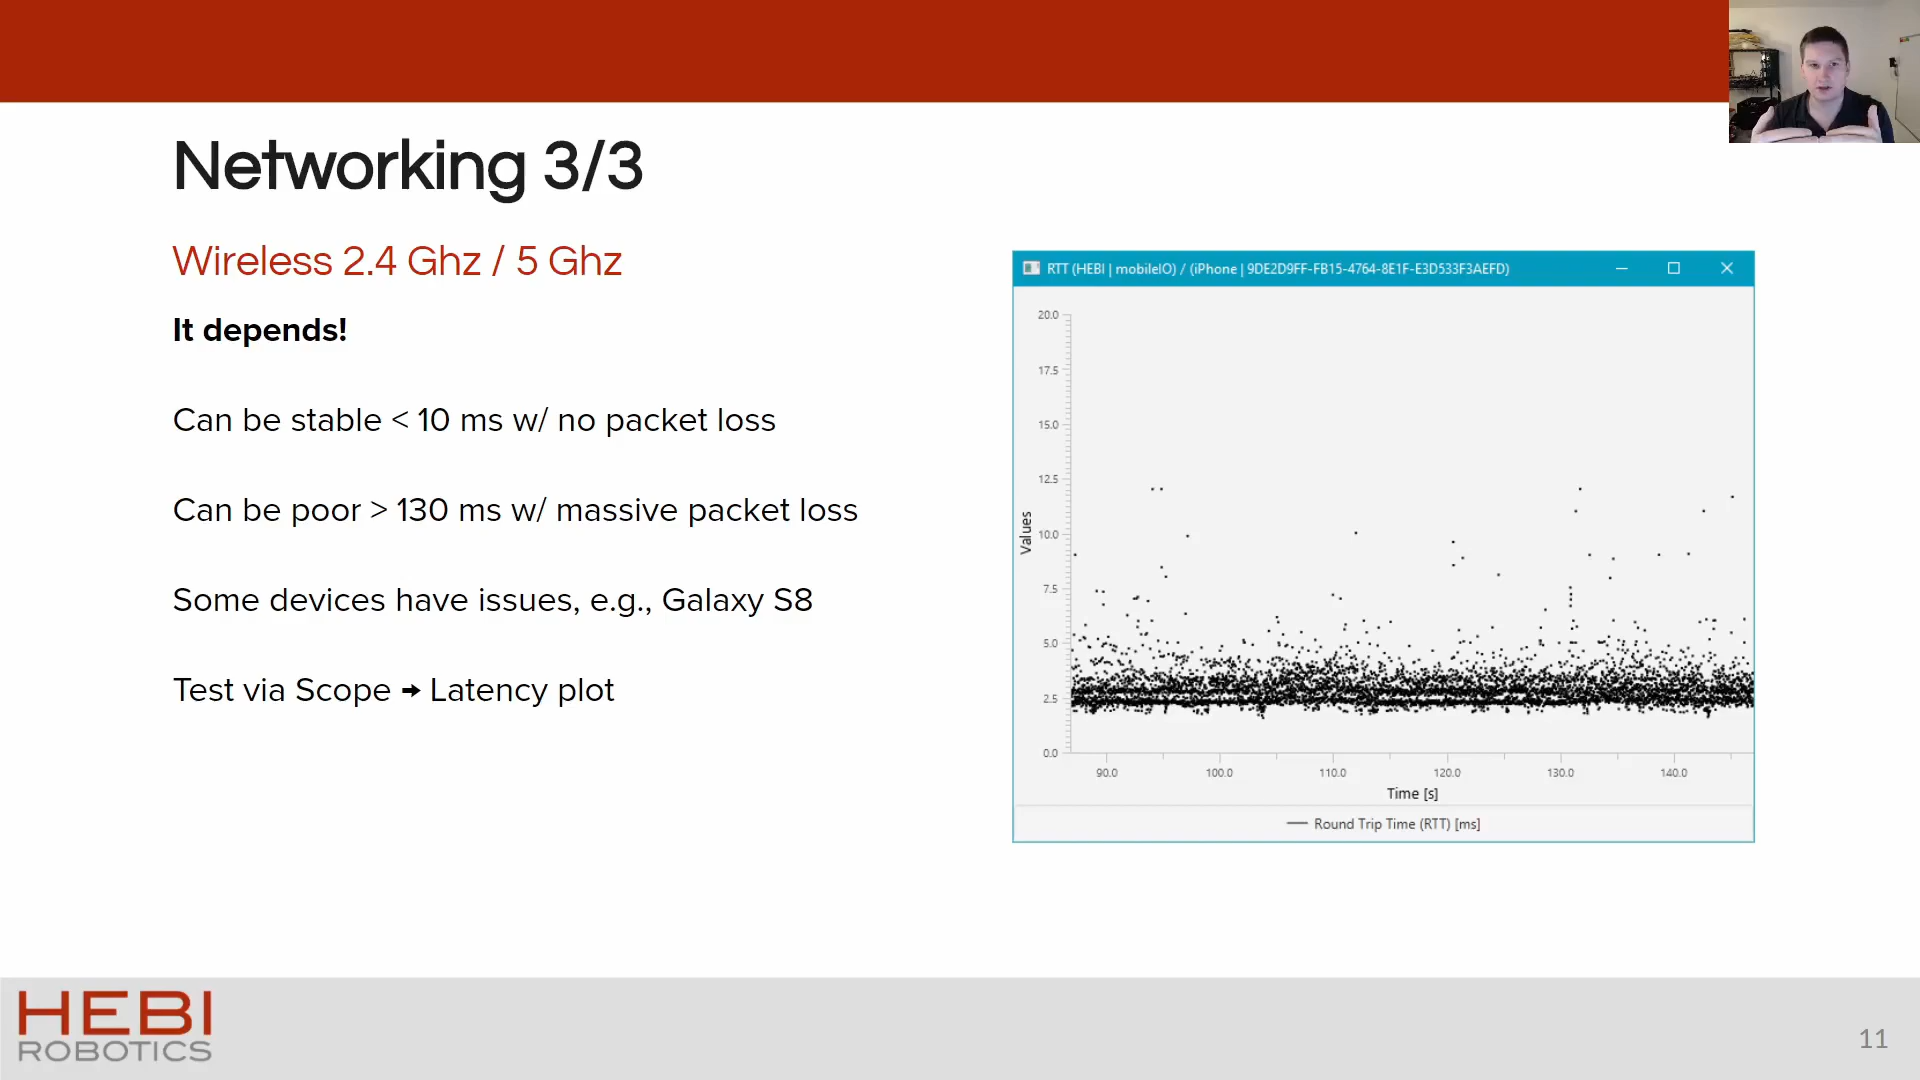 Networking 3/3
Wireless 2.4 Ghz / 5 Ghz
It depends!
Can be stable < 10 ms w/ no packet loss
Can be poor > 130 ms w/ massive packet loss
Some devices have issues, e.g., Galaxy S8
Test via Scope → Latency plot
RTT (HEBI | mobileIO) / (iPhone | 9DE2D9FF-FB15-4764-8E1F-E3D533F3AEFD)
20.0
17.5
15.0
12.5
10.0
7.5
5.0
2.5
0.0
Values
90.0 100.0 110.0 120.0 130.0 140.0
Time [s]
Round Trip Time (RTT) [ms]
HEBI
ROBOTICS
11